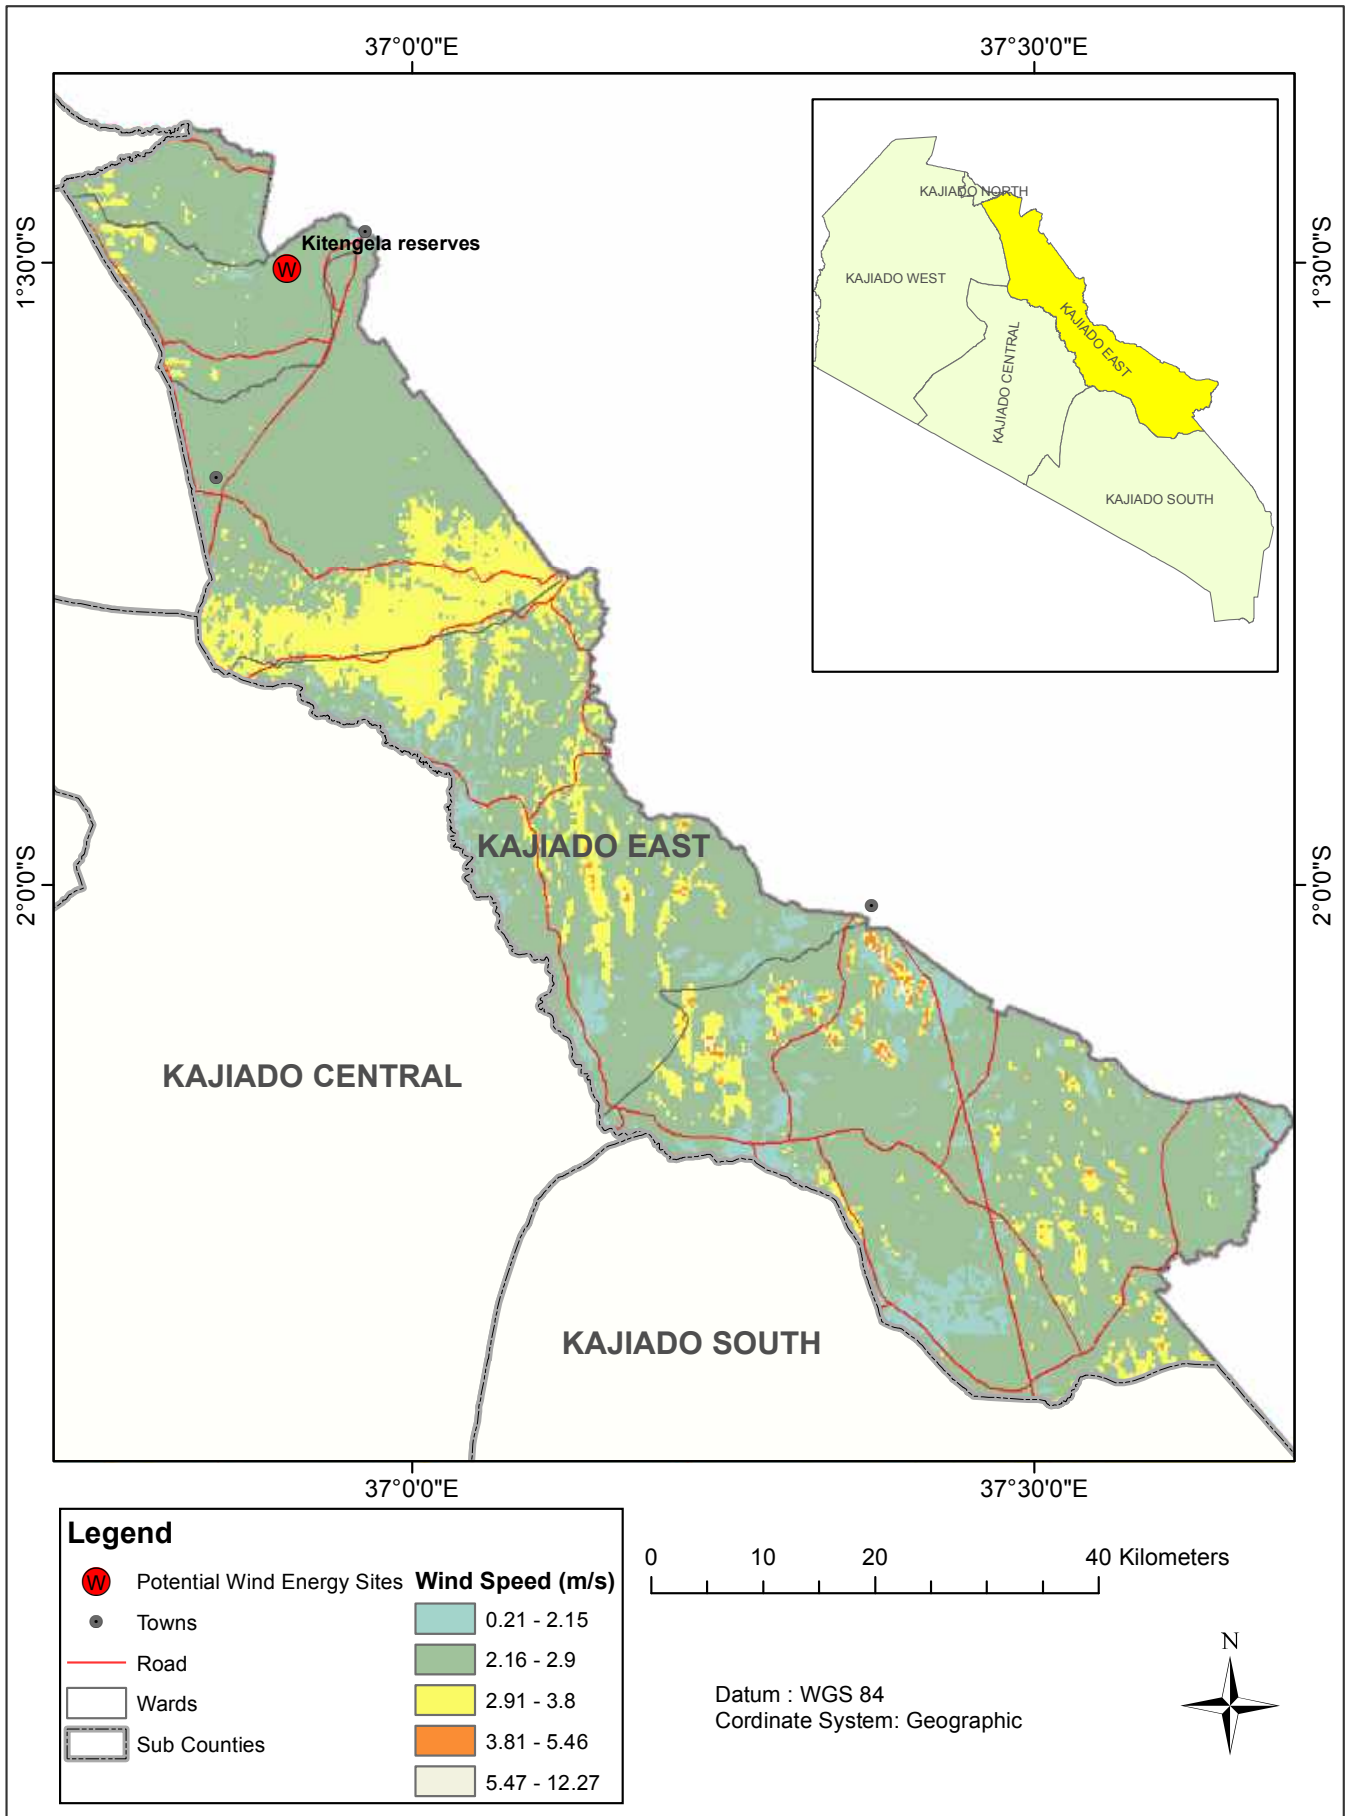 37°0'0"E
37°30'0"E
1°30'0"S
1°30'0"S
KAJIADO NORTH
KAJIADO WEST
KAJIADO CENTRAL
KAJIADO EAST
KAJIADO SOUTH
Kitengela reserves
W
KAJIADO EAST
2°0'0"S
2°0'0"S
KAJIADO CENTRAL
KAJIADO SOUTH
37°0'0"E
37°30'0"E
Legend
W Potential Wind Energy Sites
Towns
Road
Wards
Sub Counties
Wind Speed (m/s)
0.21 - 2.15
2.16 - 2.9
2.91 - 3.8
3.81 - 5.46
5.47 - 12.27
0 10 20 40 Kilometers
Datum : WGS 84
Cordinate System: Geographic
N